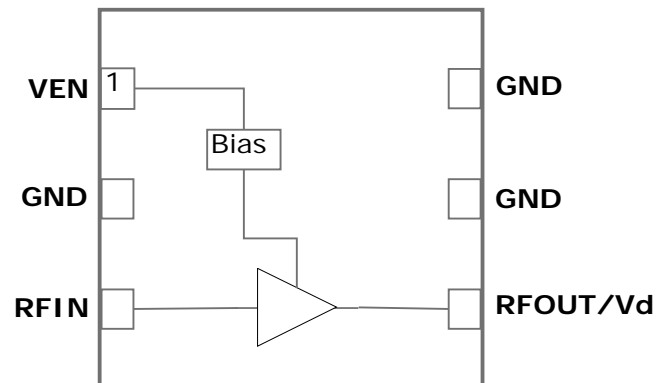 VEN
1
GND
Bias
GND
GND
RFIN
RFOUT/Vd